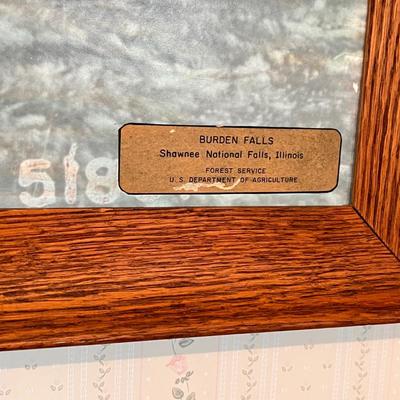 BURDEN FALLS
Shawnee National Falls, Illinois
FOREST SERVICE
U.S. DEPARTMENT OF AGRICULTURE
518